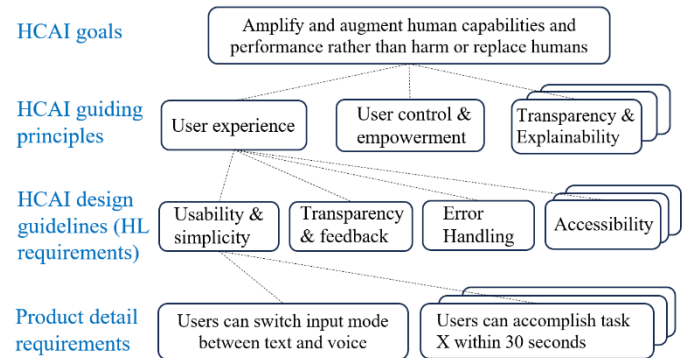 HCAI goals
Amplify and augment human capabilities and
performance rather than harm or replace humans
HCAI guiding
principles
User experience
User control &
empowerment
Transparency &
Explainability
HCAI design
guidelines (HL
requirements)
Usability &
simplicity
Transparency
& feedback
Error
Handling
Accessibility
Product detail
requirements
Users can switch input mode
between text and voice
Users can accomplish task
X within 30 seconds